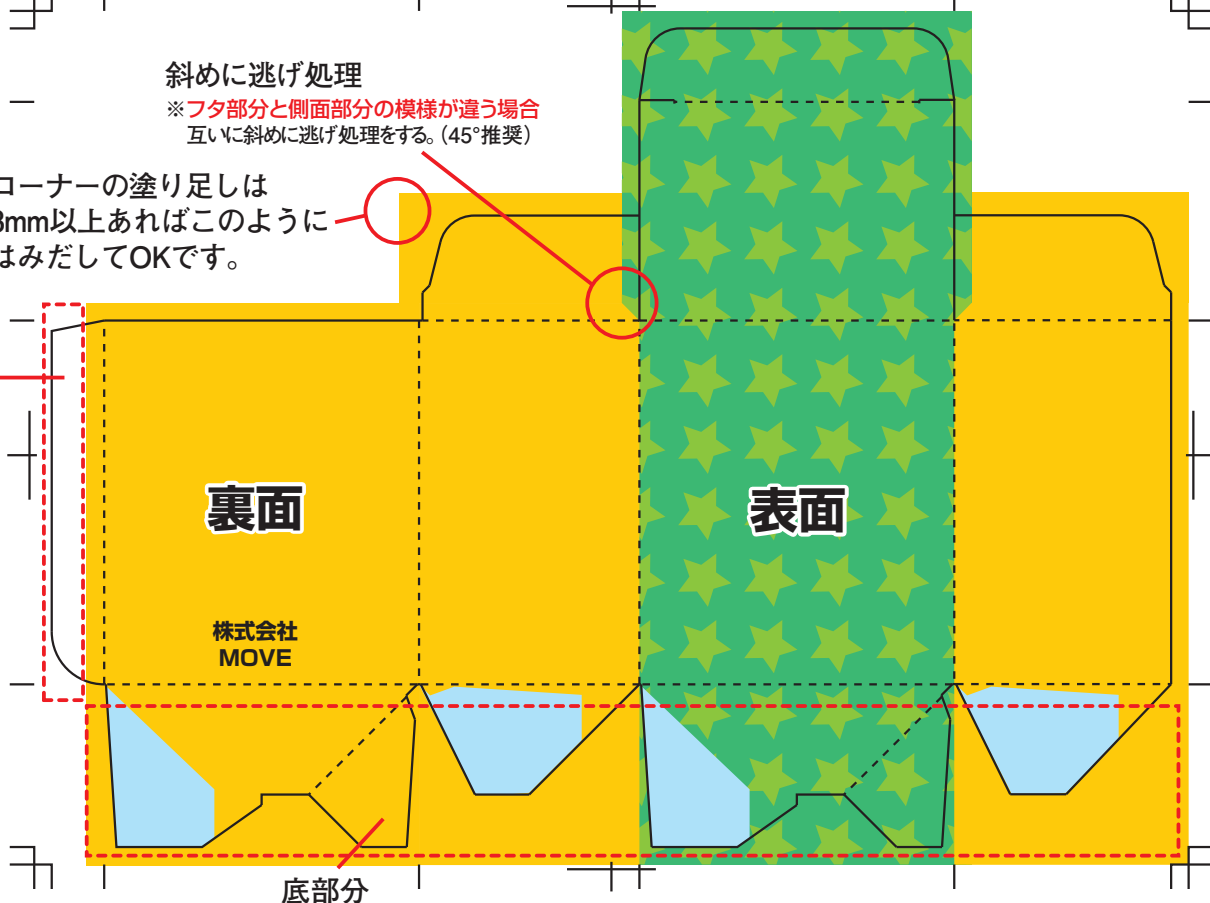 斜めに逃げ処理
※フタ部分と側面部分の模様が違う場合
互いに斜めに逃げ処理をする。(45°推奨)
コーナーの塗り足しは
3mm以上あればこのように
はみだしてOKです。
裏面
表面
株式会社
MOVE
底部分